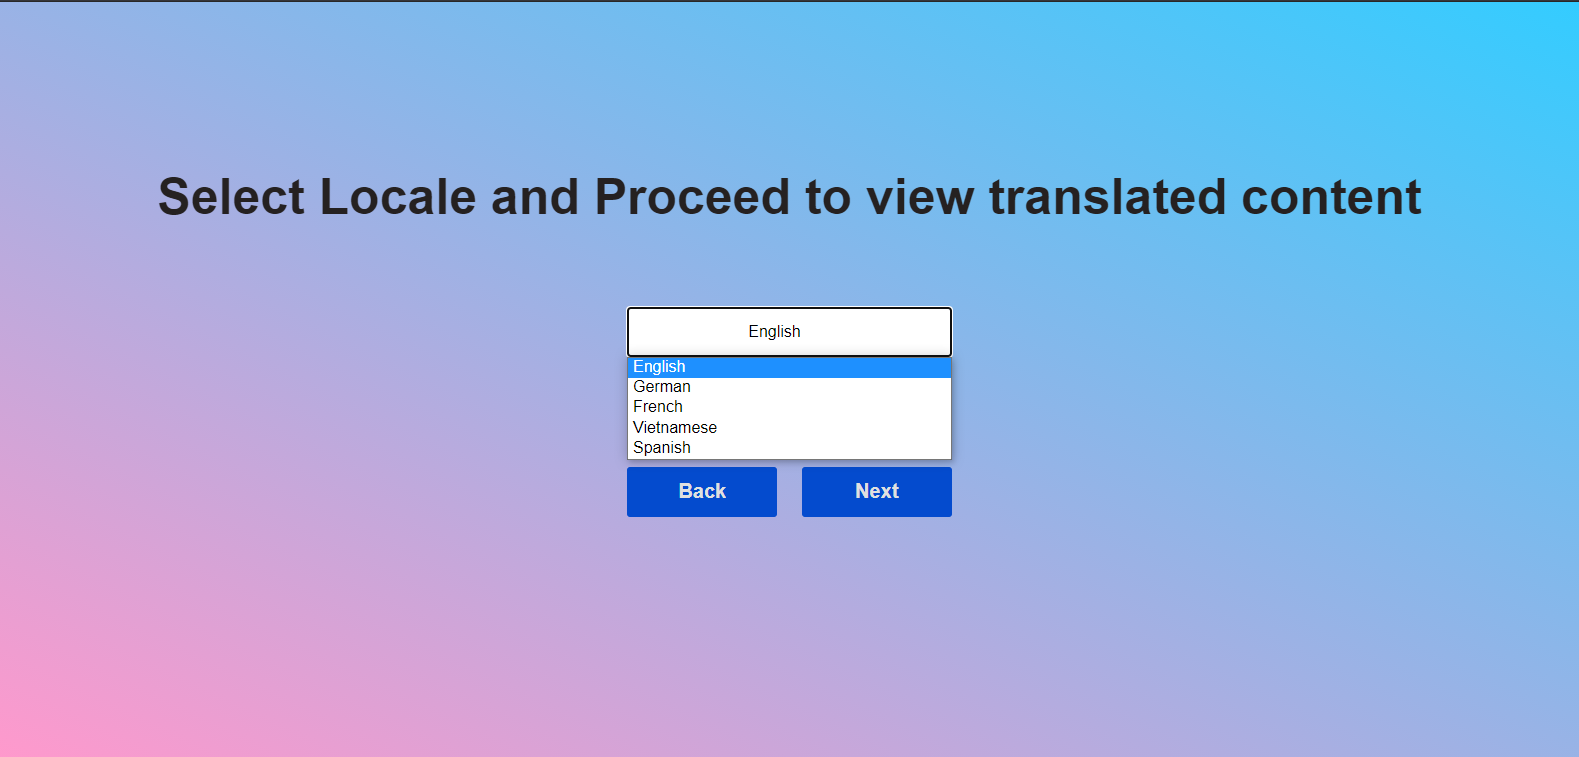 Select Locale and Proceed to view translated content
English
English
German
French
Vietnamese
Spanish
Back
Next